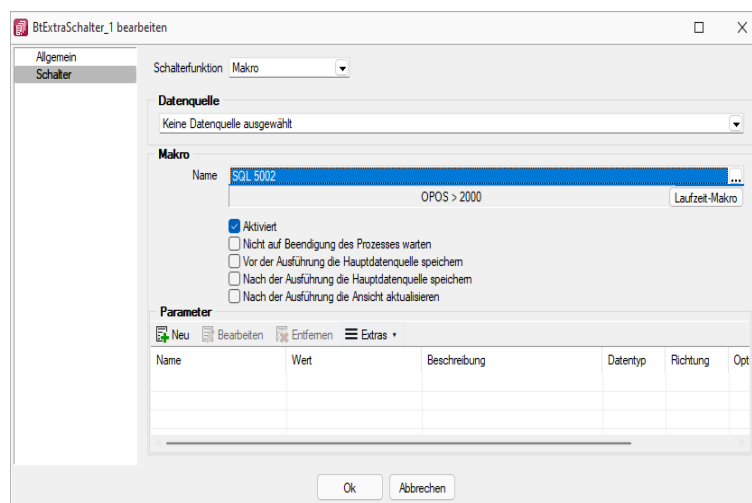 BtExtraSchalter_1 bearbeiten
Allgemein
Schalter
Schalterfunktion Makro
Datenquelle
Keine Datenquelle ausgewählt
Makro
Name SQL 5002 ...
OPOS > 2000 Laufzeit-Makro
Aktiviert
Nicht auf Beendigung des Prozesses warten
Vor der Ausführung die Hauptdatenquelle speichern
Nach der Ausführung die Hauptdatenquelle speichern
Nach der Ausführung die Ansicht aktualisieren
Parameter
Neu Bearbeiten Entfernen Extras
Name Wert Beschreibung Datentyp Richtung Opt
Ok Abbrechen